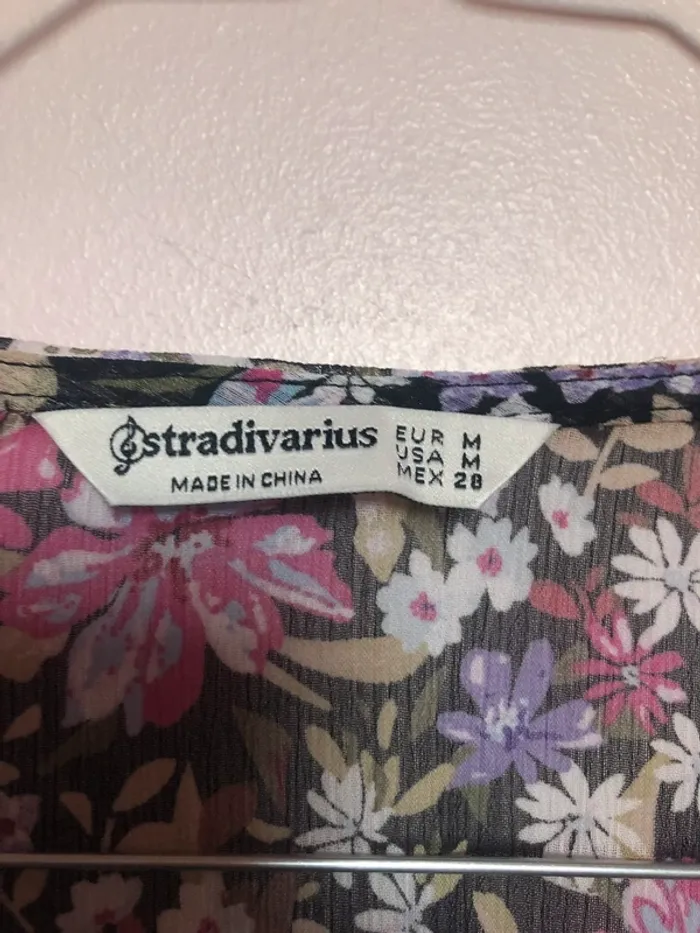 stradivarius
MADE IN CHINA
EUR M
USA M
MEX 28